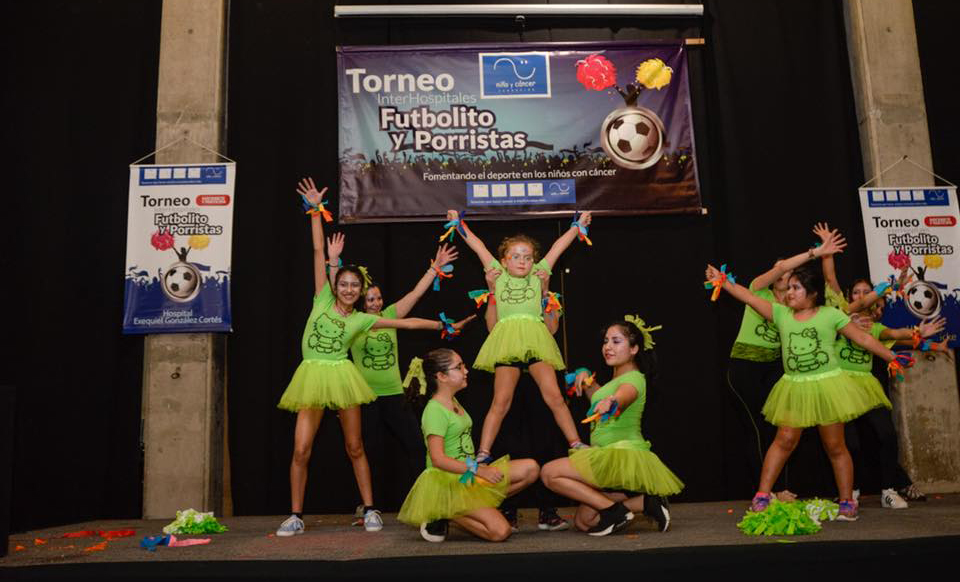 Torneo
InterHospitales
Futbolito
y Porristas
niño y cáncer
FUNDACIÓN
Fomentando el deporte en los niños con cáncer
Torneo
Futbolito
y Porristas
Hospital
Exequiel González Cortés
Torneo
Futbolito
y Porristas